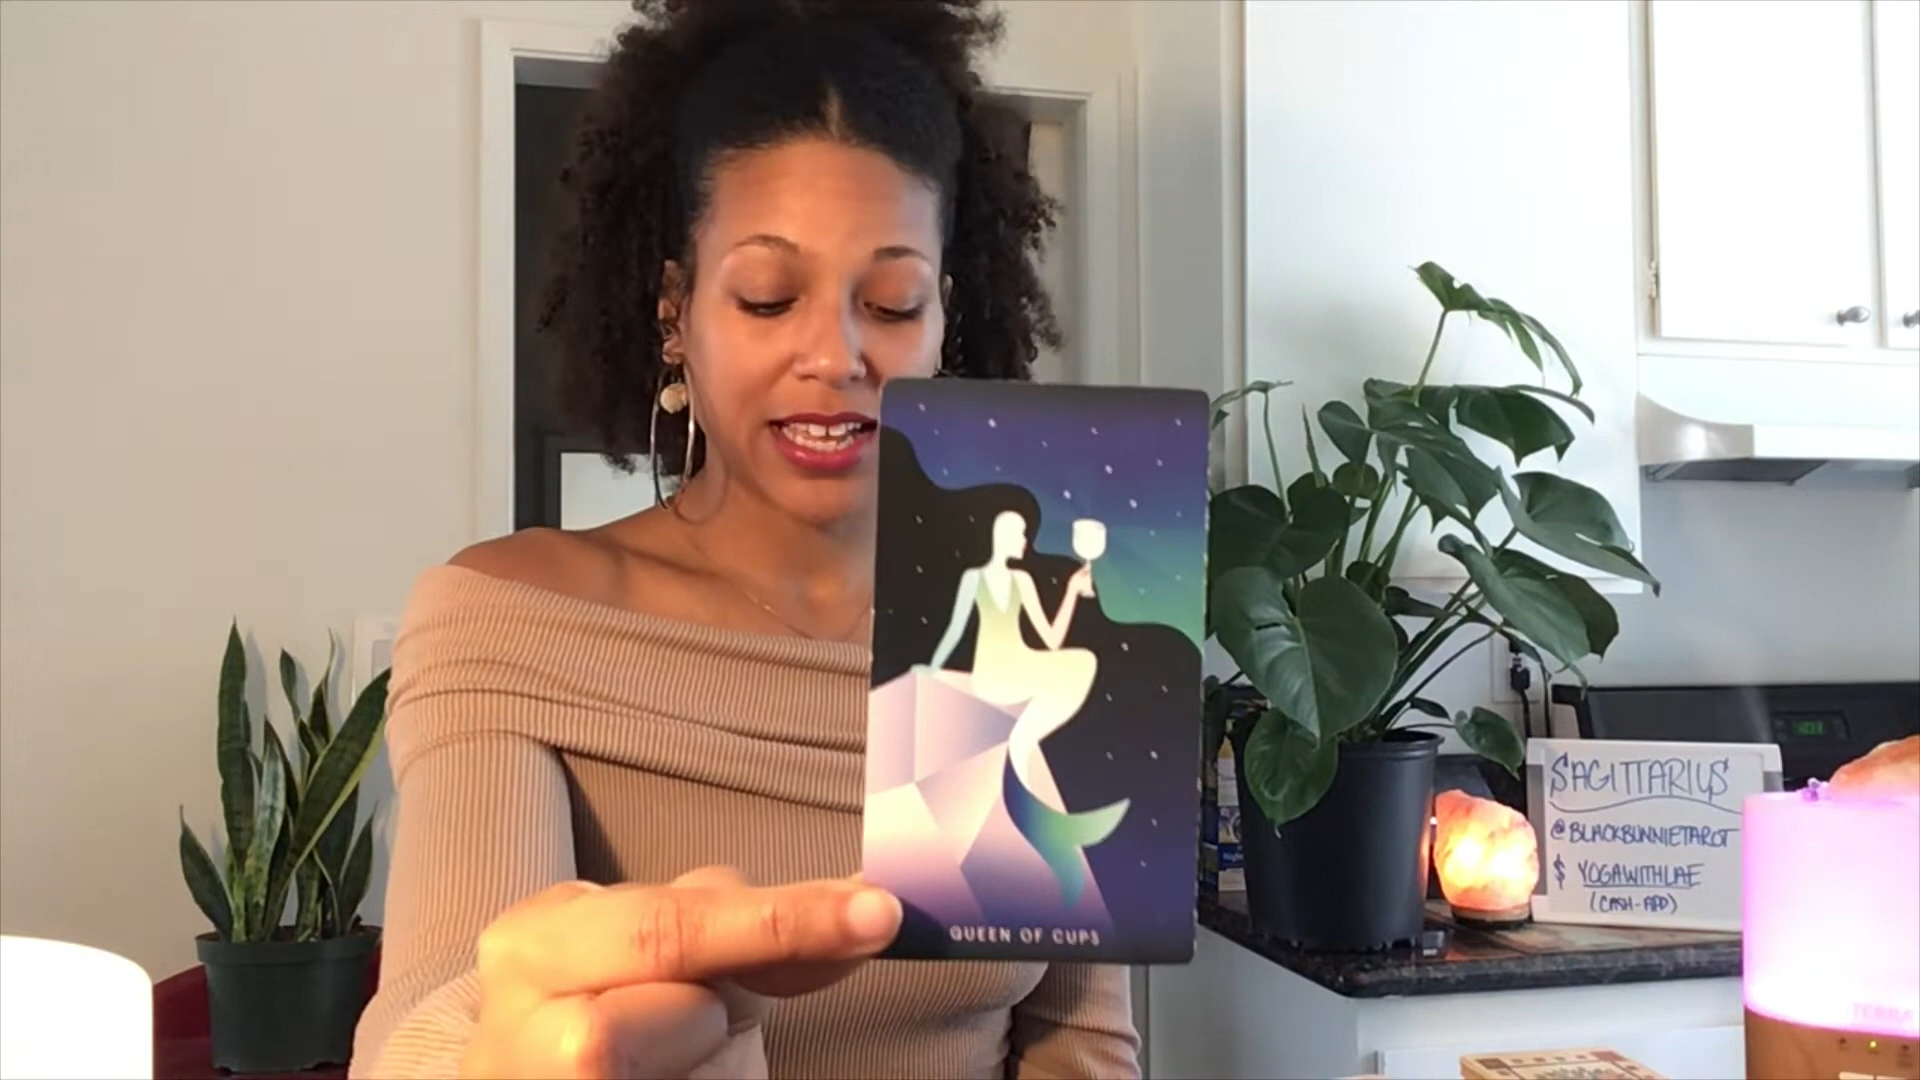 QUEEN OF CUPS
SAGITTARIUS
@BLACKBUNNIETAROT
$ YOGAWITHLAE
(CASH-APP)